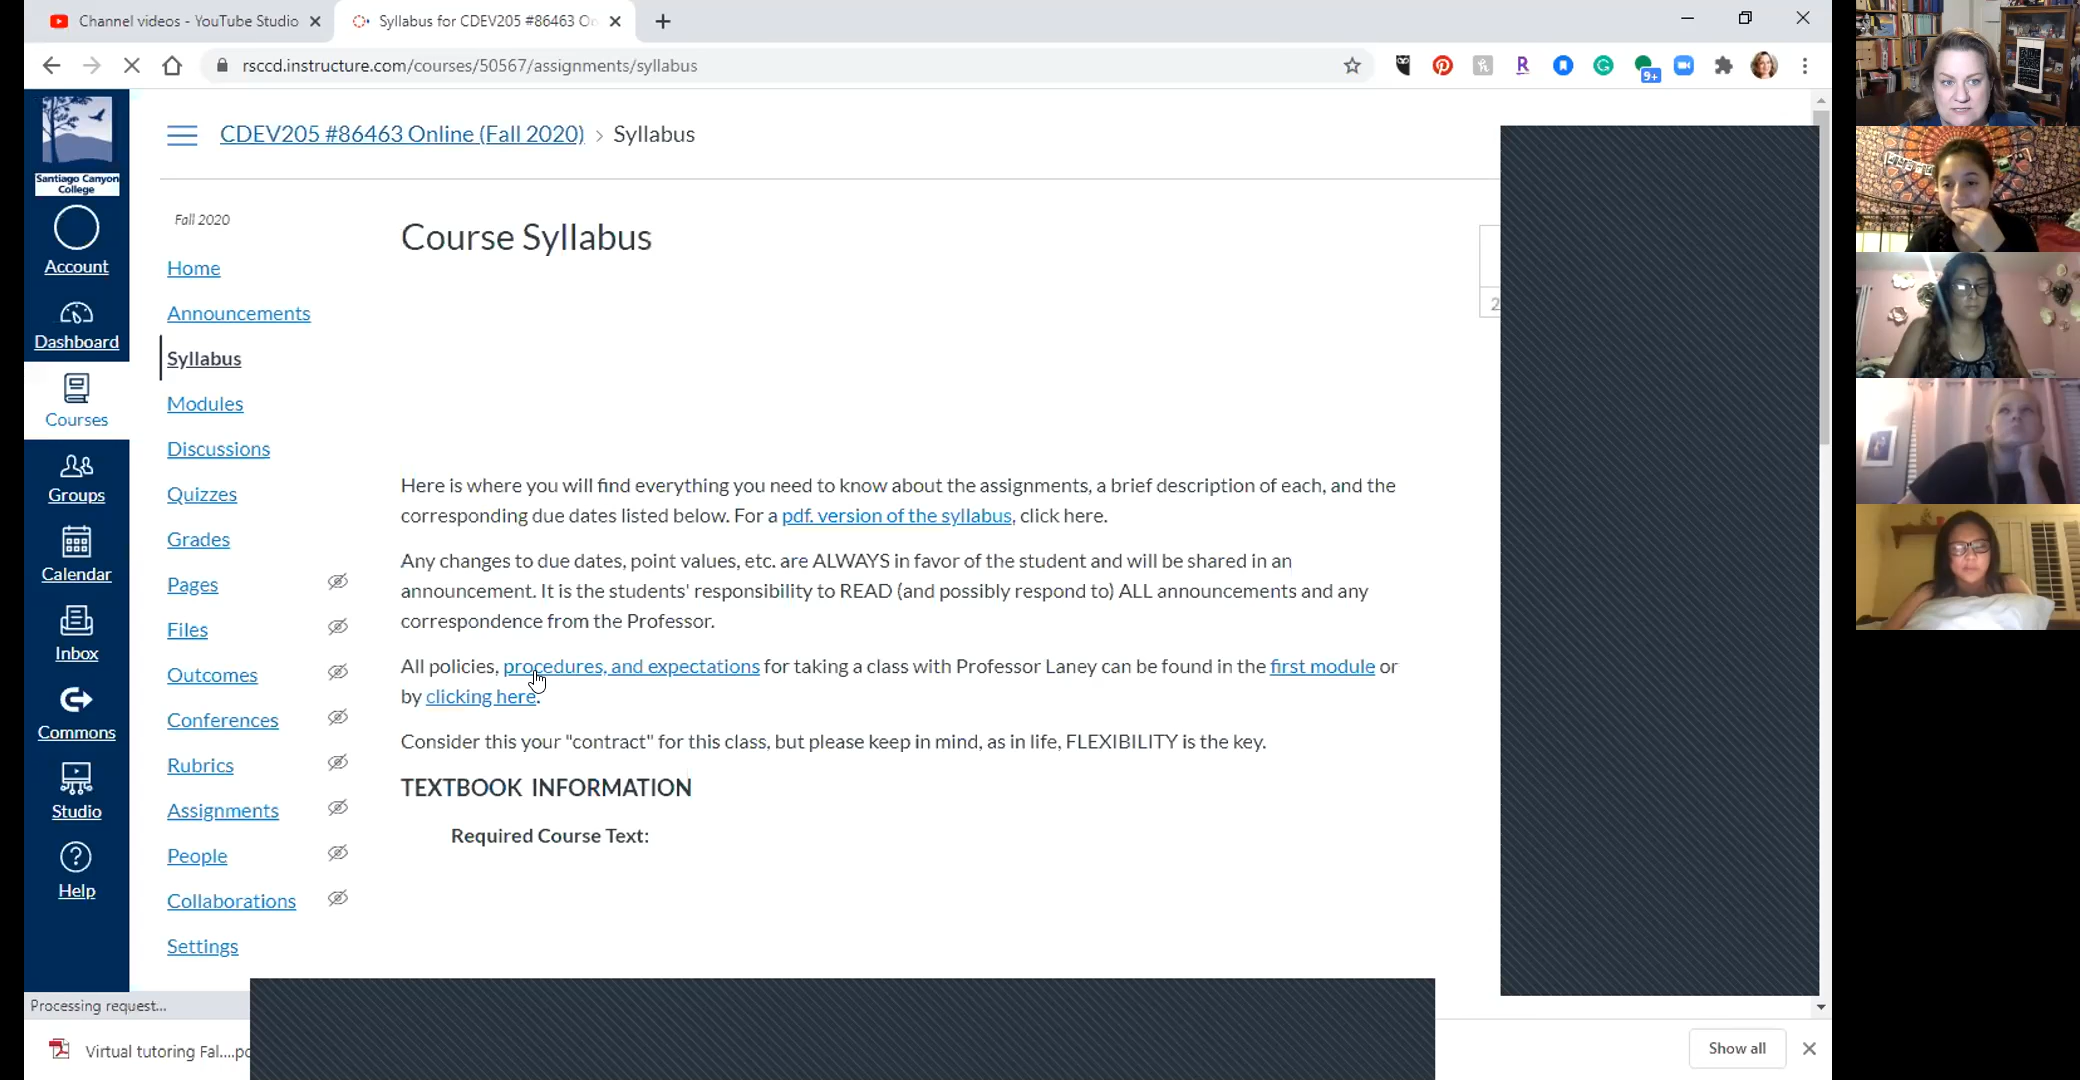 Channel videos - YouTube Studio
Syllabus for CDEV205 #86463 On
rsccd.instructure.com/courses/50567/assignments/syllabus
9+
Santiago Canyon
College
Account
Dashboard
Courses
Groups
Calendar
Inbox
Commons
Studio
Help
CDEV205 #86463 Online (Fall 2020) > Syllabus
Fall 2020
Home
Announcements
Syllabus
Modules
Discussions
Quizzes
Grades
Pages
Files
Outcomes
Conferences
Rubrics
Assignments
People
Collaborations
Settings
Course Syllabus
2
Here is where you will find everything you need to know about the assignments, a brief description of each, and the
corresponding due dates listed below. For a pdf. version of the syllabus, click here.
Any changes to due dates, point values, etc. are ALWAYS in favor of the student and will be shared in an
announcement. It is the students' responsibility to READ (and possibly respond to) ALL announcements and any
correspondence from the Professor.
All policies, procedures, and expectations for taking a class with Professor Laney can be found in the first module or
by clicking here.
Consider this your "contract" for this class, but please keep in mind, as in life, FLEXIBILITY is the key.
TEXTBOOK INFORMATION
Required Course Text:
Processing request...
Virtual tutoring Fal....pd
Show all